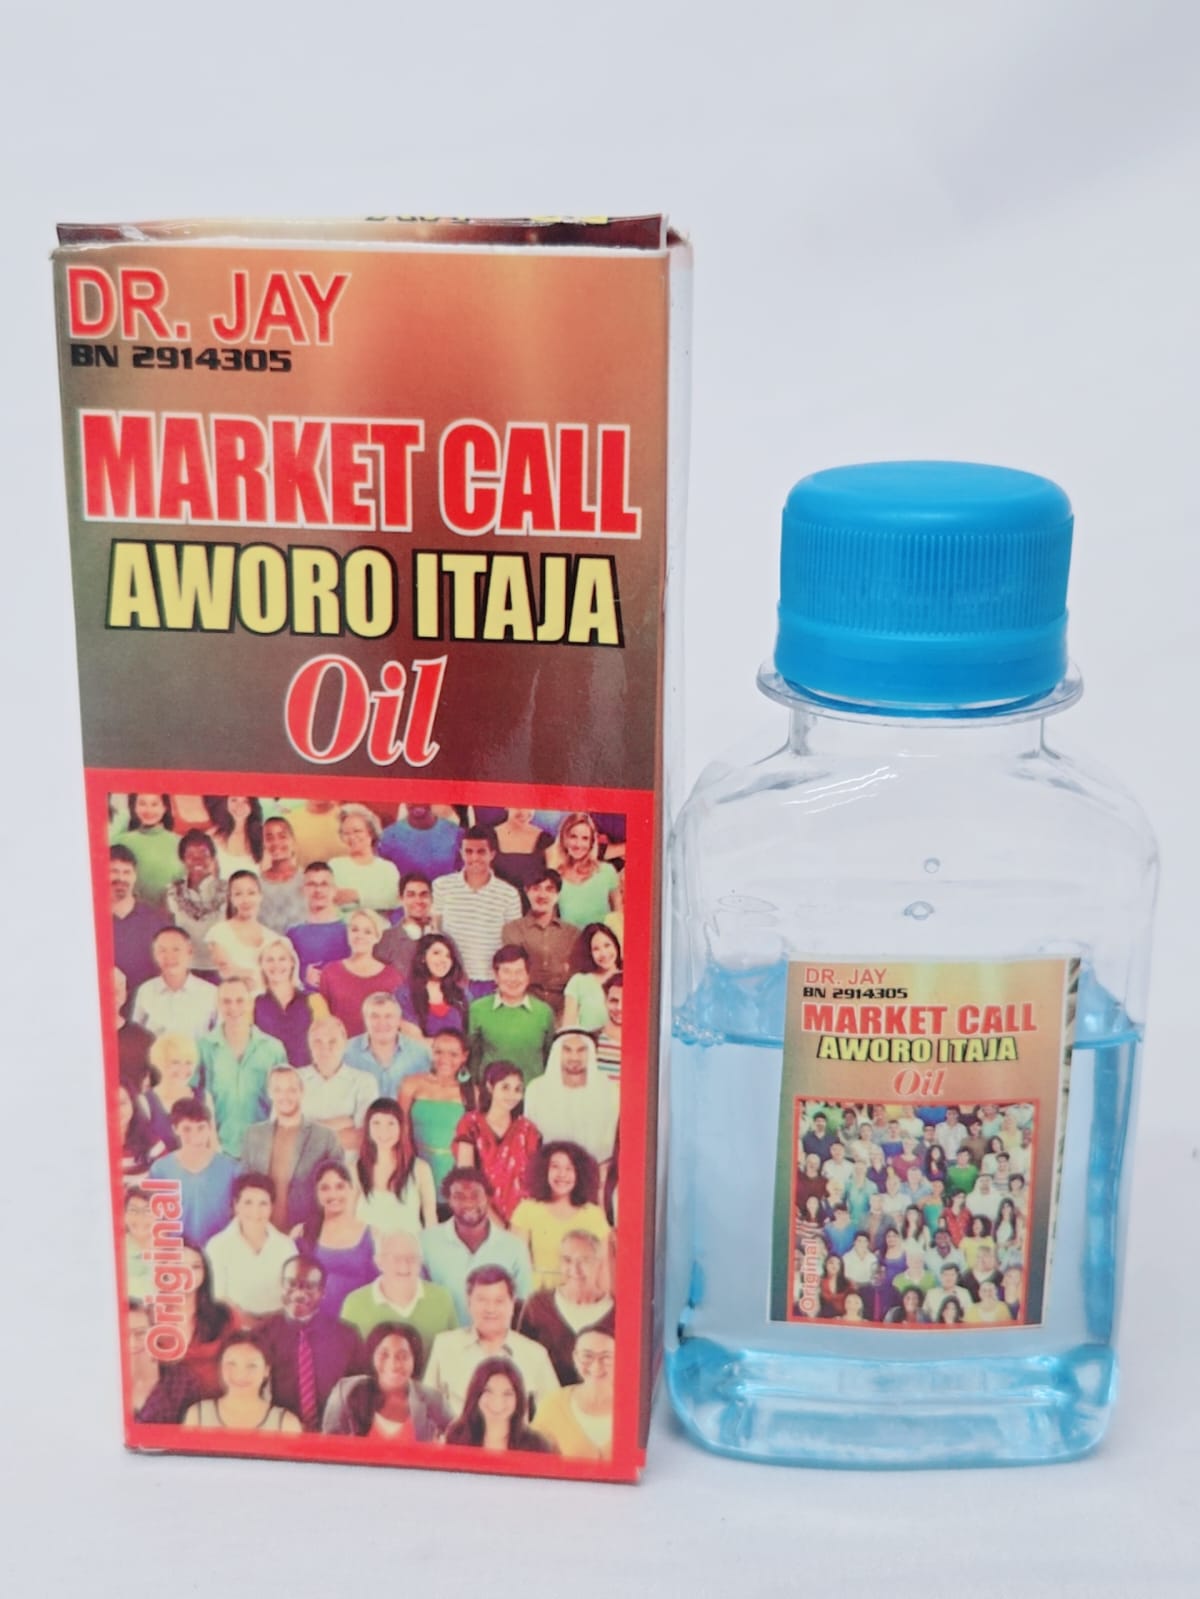 DR. JAY
BN 2914305
MARKET CALL
AWORO ITAJA
Oil
Original
DR. JAY
BN 2914305
MARKET CALL
AWORO ITAJA
Oil
Original